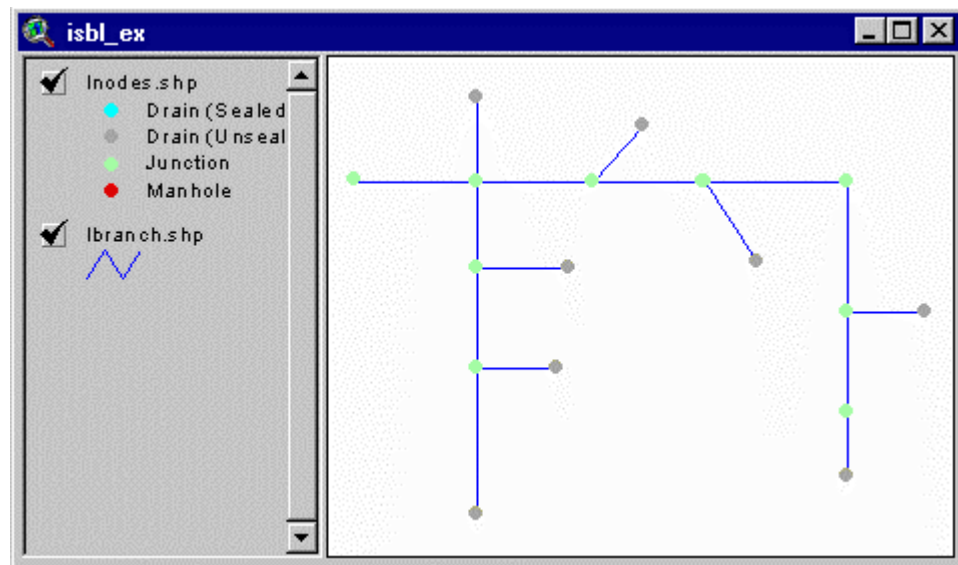 isbl_ex
lnodes.shp
Drain (Sealed
Drain (Unseal
Junction
Manhole
lbranch.shp